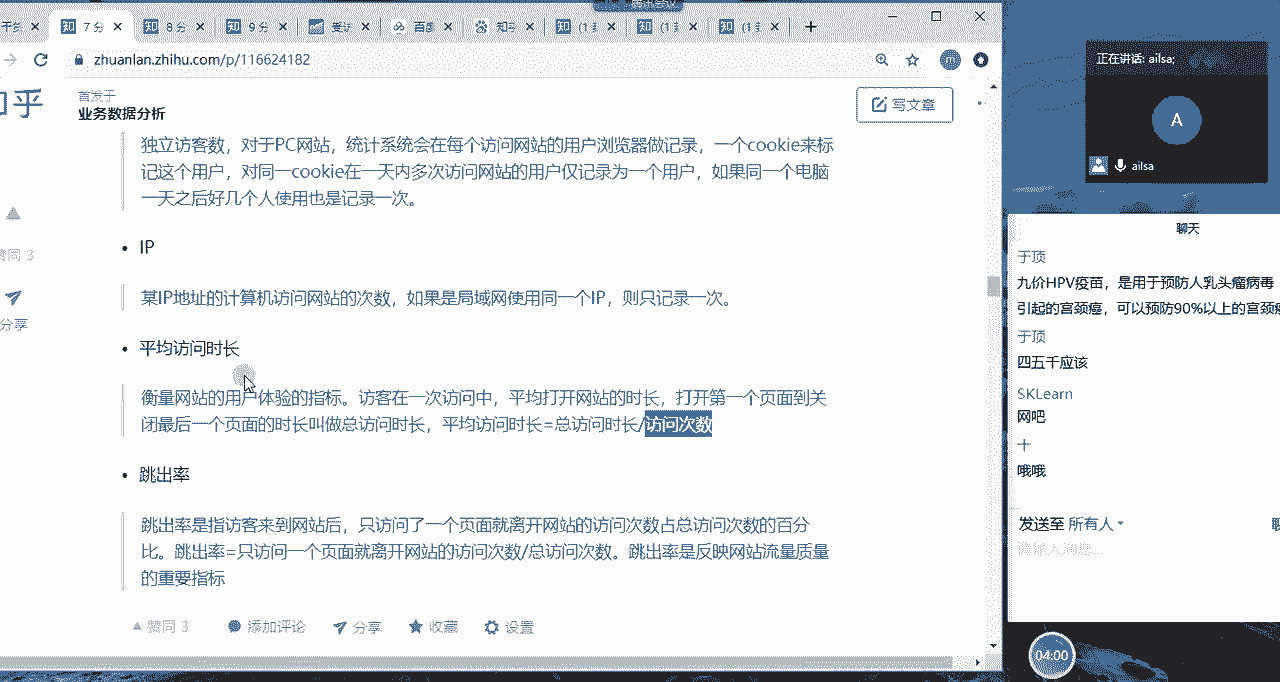 腾讯会议
知 7 分
知 8 分
知 9 分
受访
百度
知乎
知 (1 封
知 (1 封
知 (1 封
zhuanlan.zhihu.com/p/116624182
m
乎
首发于
业务数据分析
写文章
独立访客数，对于PC网站，统计系统会在每个访问网站的用户浏览器做记录，一个cookie来标
记这个用户，对同一cookie在一天内多次访问网站的用户仅记录为一个用户，如果同一个电脑
一天之后好几个人使用也是记录一次。
• IP
某IP地址的计算机访问网站的次数，如果是局域网使用同一个IP，则只记录一次。
• 平均访问时长
衡量网站的用户体验的指标。访客在一次访问中，平均打开网站的时长，打开第一个页面到关
闭最后一个页面的时长叫做总访问时长，平均访问时长=总访问时长/访问次数
• 跳出率
跳出率是指访客来到网站后，只访问了一个页面就离开网站的访问次数占总访问次数的百分
比。跳出率=只访问一个页面就离开网站的访问次数/总访问次数。跳出率是反映网站流量质量
的重要指标
赞同 3
添加评论
分享
收藏
设置
赞同 3
分享
正在讲话: ailsa;
A
ailsa
聊天
于顶
九价HPV疫苗，是用于预防人乳头瘤病毒
引起的宫颈癌，可以预防90%以上的宫颈癌
于顶
四五千应该
SKLearn
网吧
十
哦哦
发送至 所有人
请输入消息...
04:00